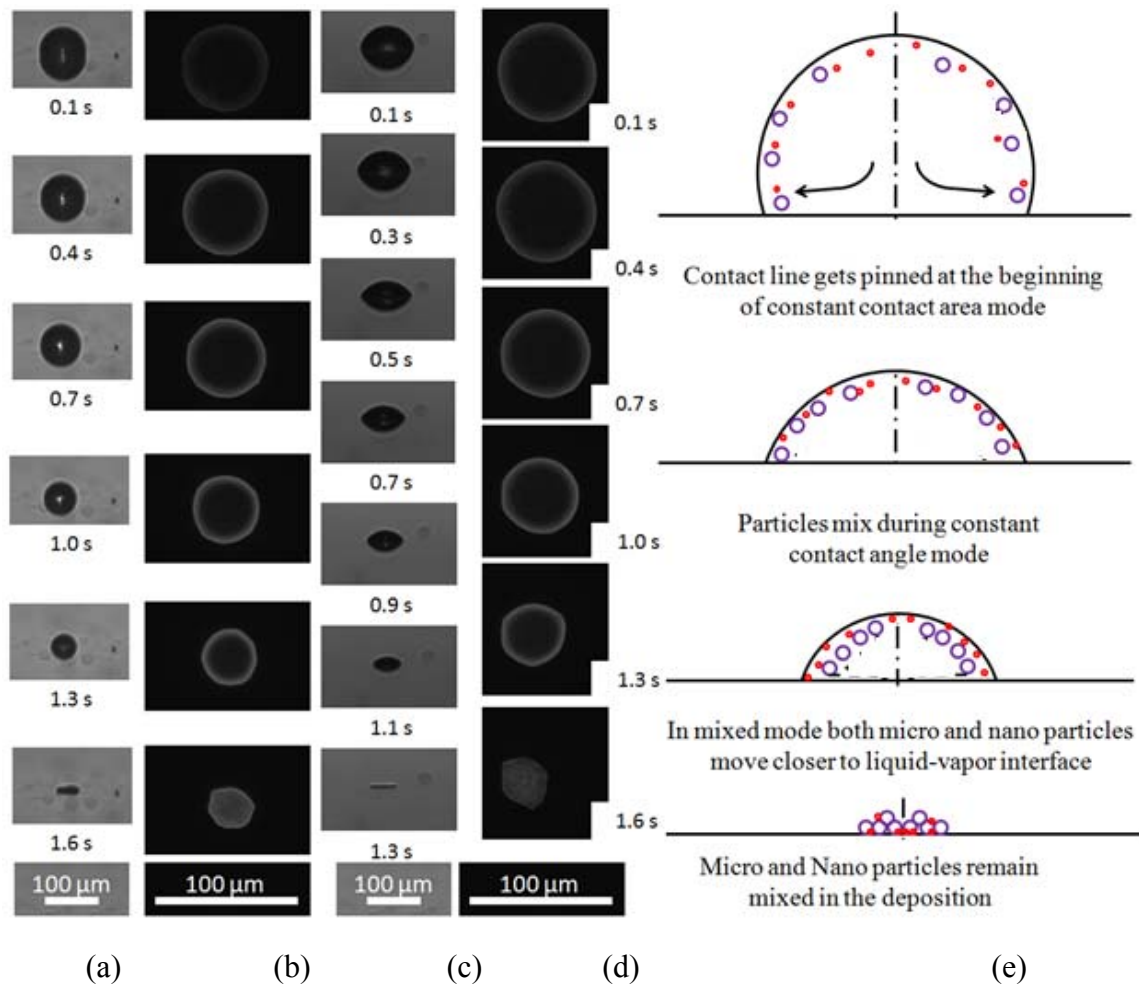 0.1 s
0.4 s
0.7 s
1.0 s
1.3 s
1.6 s
100 µm
100 µm
0.1 s
0.3 s
0.5 s
0.7 s
0.9 s
1.1 s
1.3 s
100 µm
0.1 s
0.4 s
0.7 s
1.0 s
1.3 s
1.6 s
100 µm
Contact line gets pinned at the beginning
of constant contact area mode
Particles mix during constant
contact angle mode
In mixed mode both micro and nano particles
move closer to liquid-vapor interface
Micro and Nano particles remain
mixed in the deposition
(a) (b) (c) (d) (e)